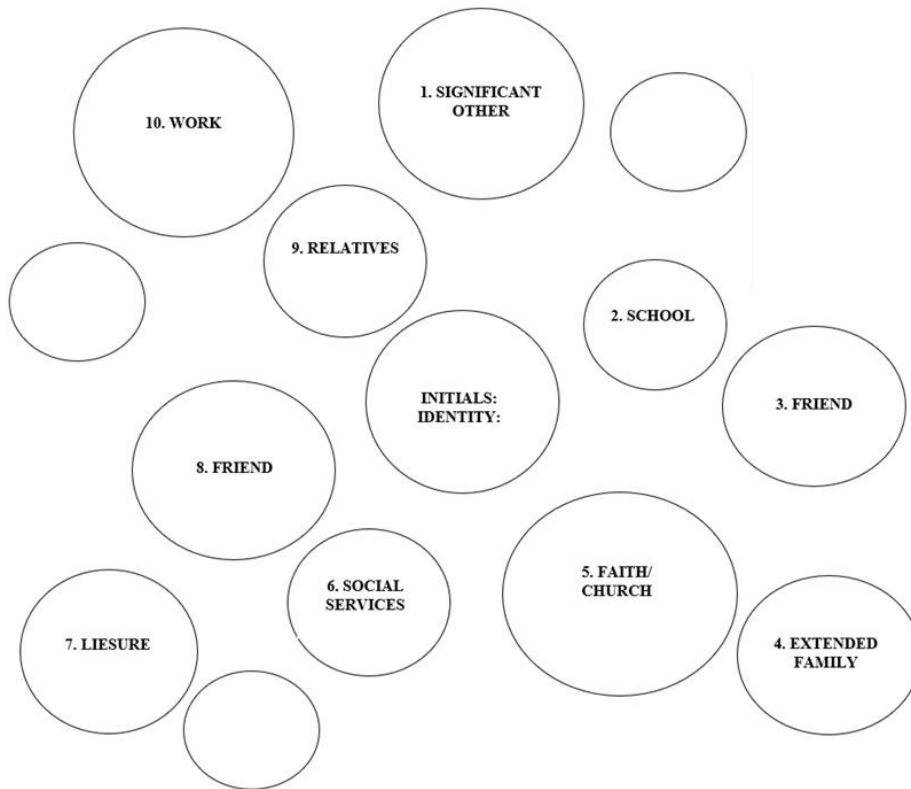 1. SIGNIFICANT
OTHER
10. WORK
9. RELATIVES
2. SCHOOL
INITIALS:
IDENTITY:
3. FRIEND
8. FRIEND
5. FAITH/
CHURCH
6. SOCIAL
SERVICES
7. LIESURE
4. EXTENDED
FAMILY